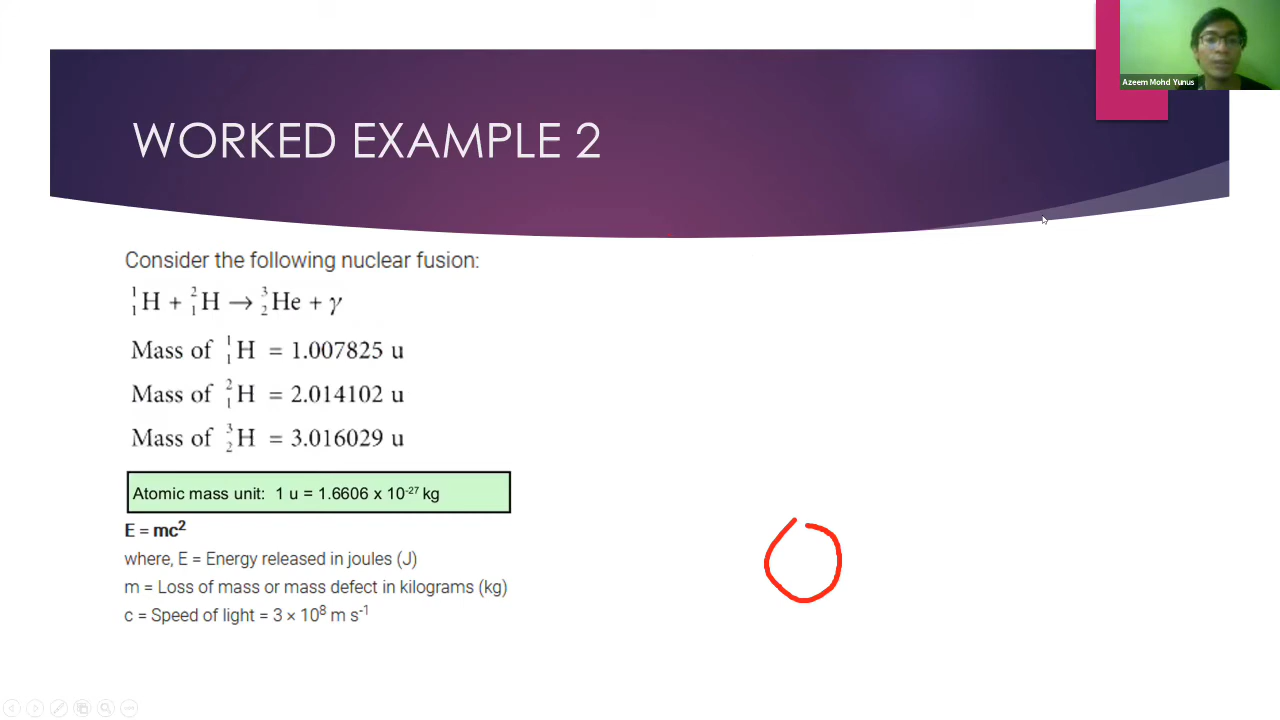 Azeem Mohd Yunus
WORKED EXAMPLE 2
Consider the following nuclear fusion:
¹₁H + ²₁H → ³₂He + γ
Mass of ¹₁H = 1.007825 u
Mass of ²₁H = 2.014102 u
Mass of ³₂H = 3.016029 u
Atomic mass unit: 1 u = 1.6606 x 10⁻²⁷ kg
E = mc²
where, E = Energy released in joules (J)
m = Loss of mass or mass defect in kilograms (kg)
c = Speed of light = 3 × 10⁸ m s⁻¹